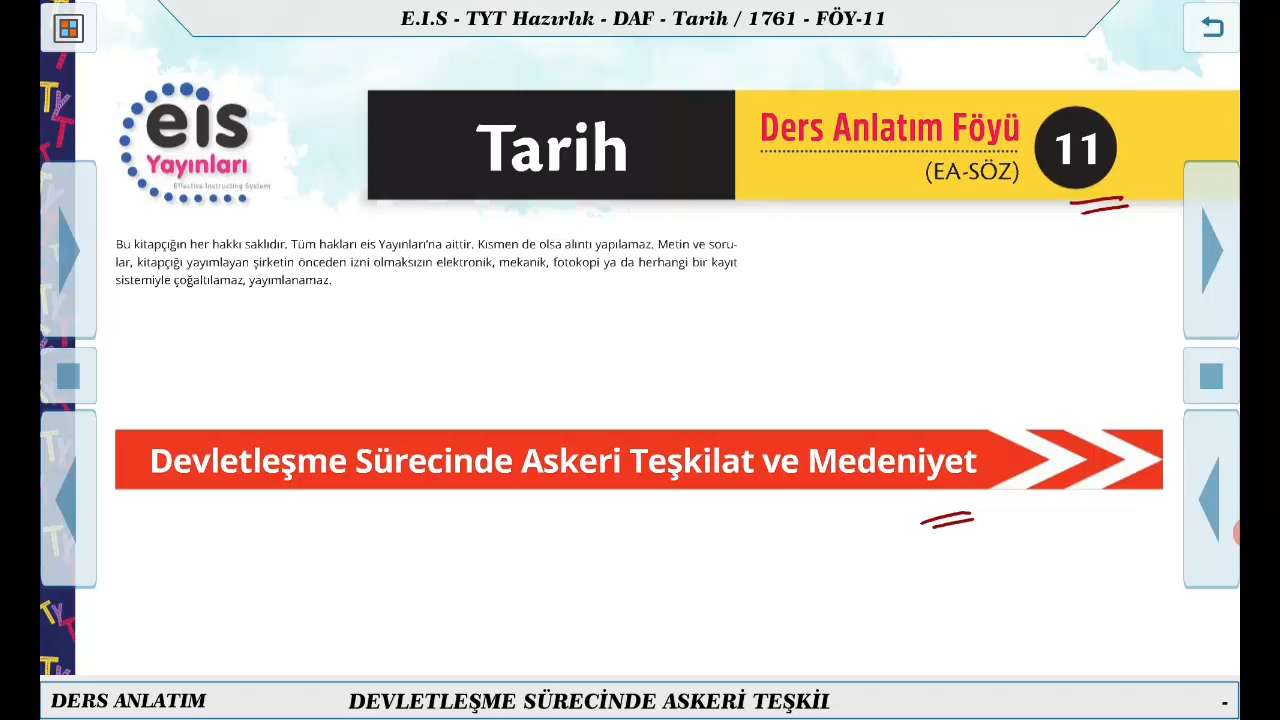 E.I.S - TYT Hazırlık - DAF - Tarih / 1761 - FÖY-11
eis
Yayınları
Effective Instructing System
Tarih
Ders Anlatım Föyü
(EA-SÖZ)
11
Bu kitapçığın her hakkı saklıdır. Tüm hakları eis Yayınları’na aittir. Kısmen de olsa alıntı yapılamaz. Metin ve soru-
lar, kitapçığı yayımlayan şirketin önceden izni olmaksızın elektronik, mekanik, fotokopi ya da herhangi bir kayıt
sistemiyle çoğaltılamaz, yayımlanamaz.
Devletleşme Sürecinde Askeri Teşkilat ve Medeniyet
DERS ANLATIM
DEVLETLEŞME SÜRECİNDE ASKERİ TEŞKİl
-